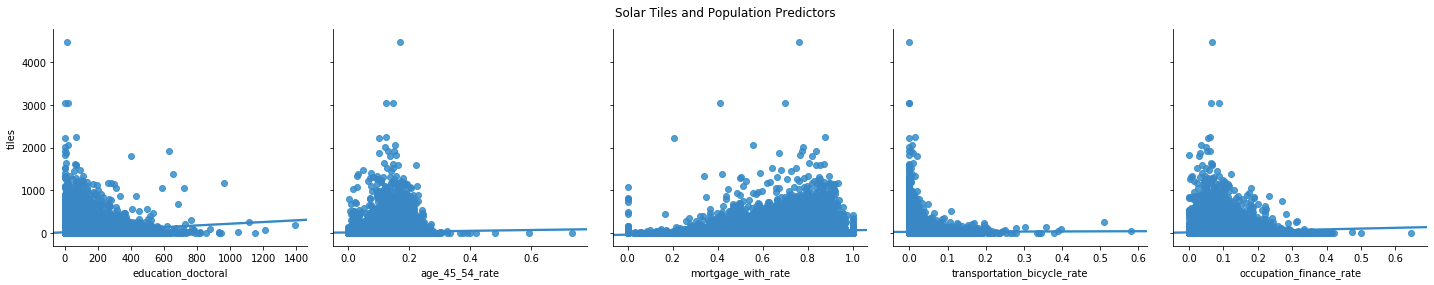 Solar Tiles and Population Predictors
tiles
4000
3000
2000
1000
0
0 200 400 600 800 1000 1200 1400
education_doctoral
0.0 0.2 0.4 0.6
age_45_54_rate
0.0 0.2 0.4 0.6 0.8 1.0
mortgage_with_rate
0.0 0.1 0.2 0.3 0.4 0.5 0.6
transportation_bicycle_rate
0.0 0.1 0.2 0.3 0.4 0.5 0.6
occupation_finance_rate